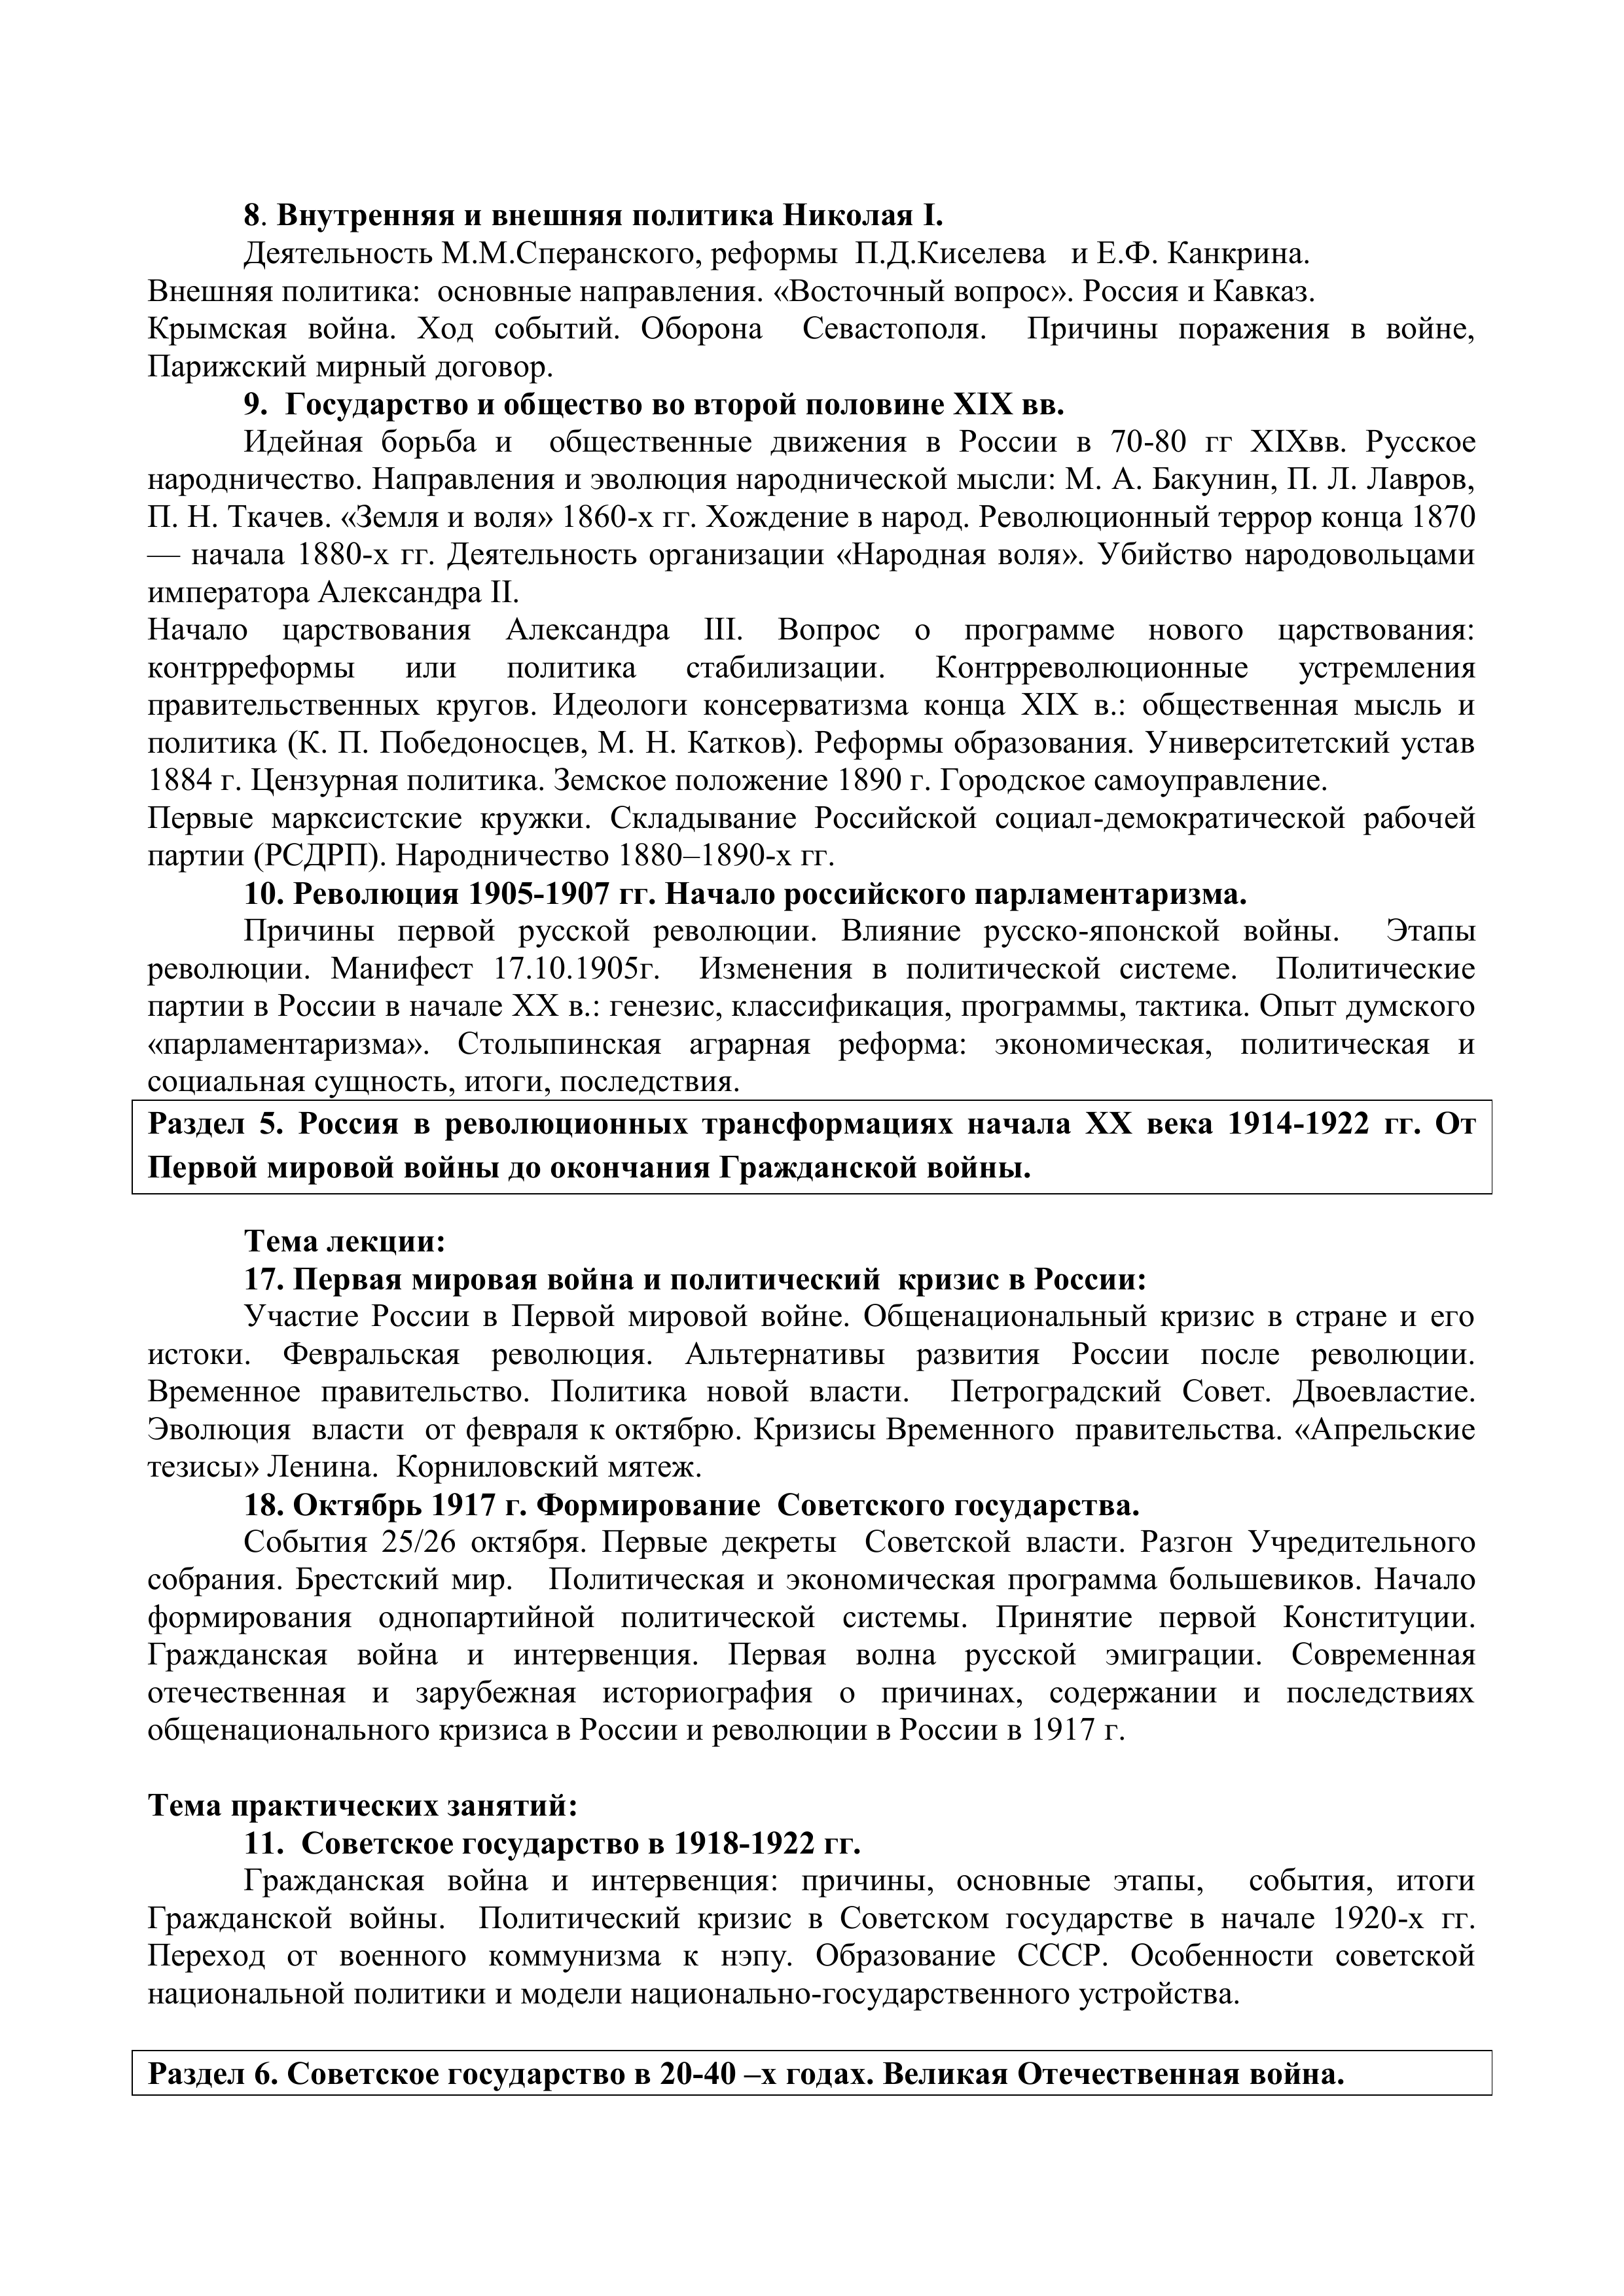 8. Внутренняя и внешняя политика Николая I.
Деятельность М.М.Сперанского, реформы  П.Д.Киселева   и Е.Ф. Канкрина.
Внешняя политика:  основные направления. «Восточный вопрос». Россия и Кавказ.
Крымская война. Ход событий. Оборона  Севастополя.  Причины поражения в войне,
Парижский мирный договор.
9.  Государство и общество во второй половине XIX вв.
Идейная борьба и  общественные движения в России в 70-80 гг XIXвв. Русское
народничество. Направления и эволюция народнической мысли: М. А. Бакунин, П. Л. Лавров,
П. Н. Ткачев. «Земля и воля» 1860-х гг. Хождение в народ. Революционный террор конца 1870
— начала 1880-х гг. Деятельность организации «Народная воля». Убийство народовольцами
императора Александра II.
Начало царствования Александра III. Вопрос о программе нового царствования:
контрреформы или политика стабилизации. Контрреволюционные устремления
правительственных кругов. Идеологи консерватизма конца XIX в.: общественная мысль и
политика (К. П. Победоносцев, М. Н. Катков). Реформы образования. Университетский устав
1884 г. Цензурная политика. Земское положение 1890 г. Городское самоуправление.
Первые марксистские кружки. Складывание Российской социал-демократической рабочей
партии (РСДРП). Народничество 1880–1890-х гг.
10. Революция 1905-1907 гг. Начало российского парламентаризма.
Причины первой русской революции. Влияние русско-японской войны.  Этапы
революции. Манифест 17.10.1905г.  Изменения в политической системе.  Политические
партии в России в начале XX в.: генезис, классификация, программы, тактика. Опыт думского
«парламентаризма». Столыпинская аграрная реформа: экономическая, политическая и
социальная сущность, итоги, последствия.
Раздел 5. Россия в революционных трансформациях начала XX века 1914-1922 гг. От
Первой мировой войны до окончания Гражданской войны.
Тема лекции:
17. Первая мировая война и политический  кризис в России:
Участие России в Первой мировой войне. Общенациональный кризис в стране и его
истоки. Февральская революция. Альтернативы развития России после революции.
Временное правительство. Политика новой власти.  Петроградский Совет. Двоевластие.
Эволюция  власти  от февраля к октябрю. Кризисы Временного  правительства. «Апрельские
тезисы» Ленина.  Корниловский мятеж.
18. Октябрь 1917 г. Формирование  Советского государства.
События 25/26 октября. Первые декреты  Советской власти. Разгон Учредительного
собрания. Брестский мир.   Политическая и экономическая программа большевиков. Начало
формирования однопартийной политической системы. Принятие первой Конституции.
Гражданская война и интервенция. Первая волна русской эмиграции. Современная
отечественная и зарубежная историография о причинах, содержании и последствиях
общенационального кризиса в России и революции в России в 1917 г.
Тема практических занятий:
11.  Советское государство в 1918-1922 гг.
Гражданская война и интервенция: причины, основные этапы,  события, итоги
Гражданской войны.  Политический кризис в Советском государстве в начале 1920-х гг.
Переход от военного коммунизма к нэпу. Образование СССР. Особенности советской
национальной политики и модели национально-государственного устройства.
Раздел 6. Советское государство в 20-40 –х годах. Великая Отечественная война.